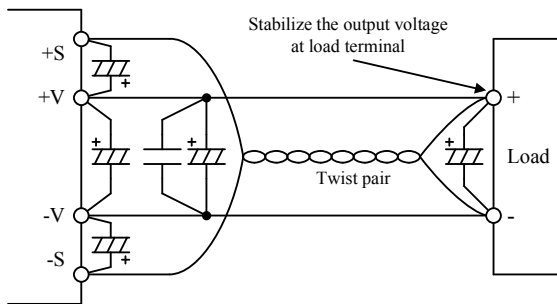 Stabilize the output voltage
at load terminal
+S
+
+V
+
+
+
+
+
Load
Twist pair
-V
-
-S
+